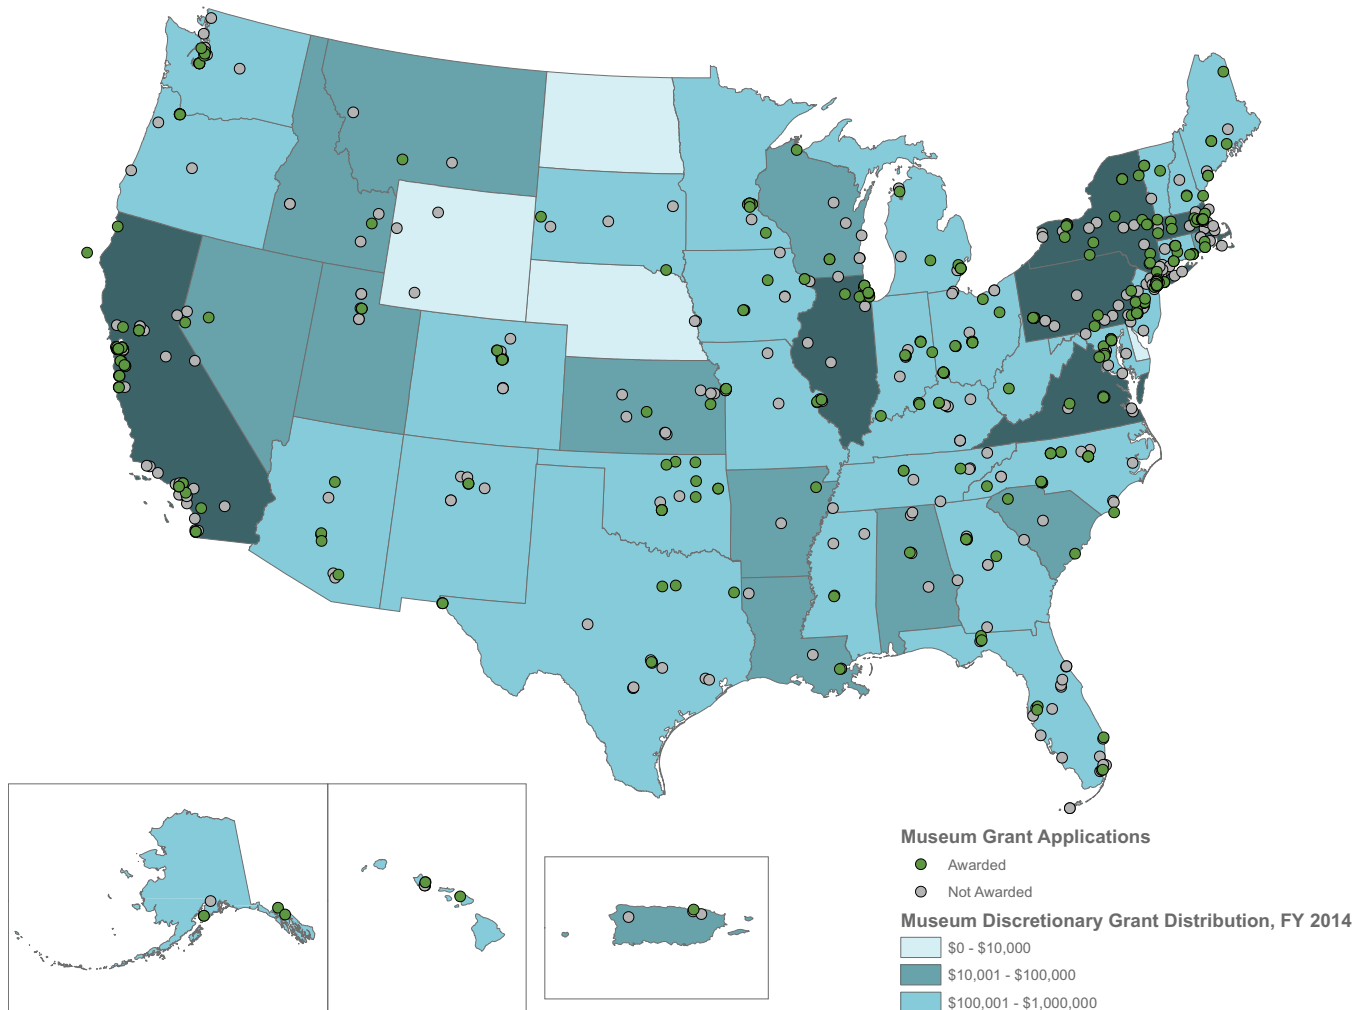 Museum Grant Applications
Awarded
Not Awarded
Museum Discretionary Grant Distribution, FY 2014
$0 - $10,000
$10,001 - $100,000
$100,001 - $1,000,000